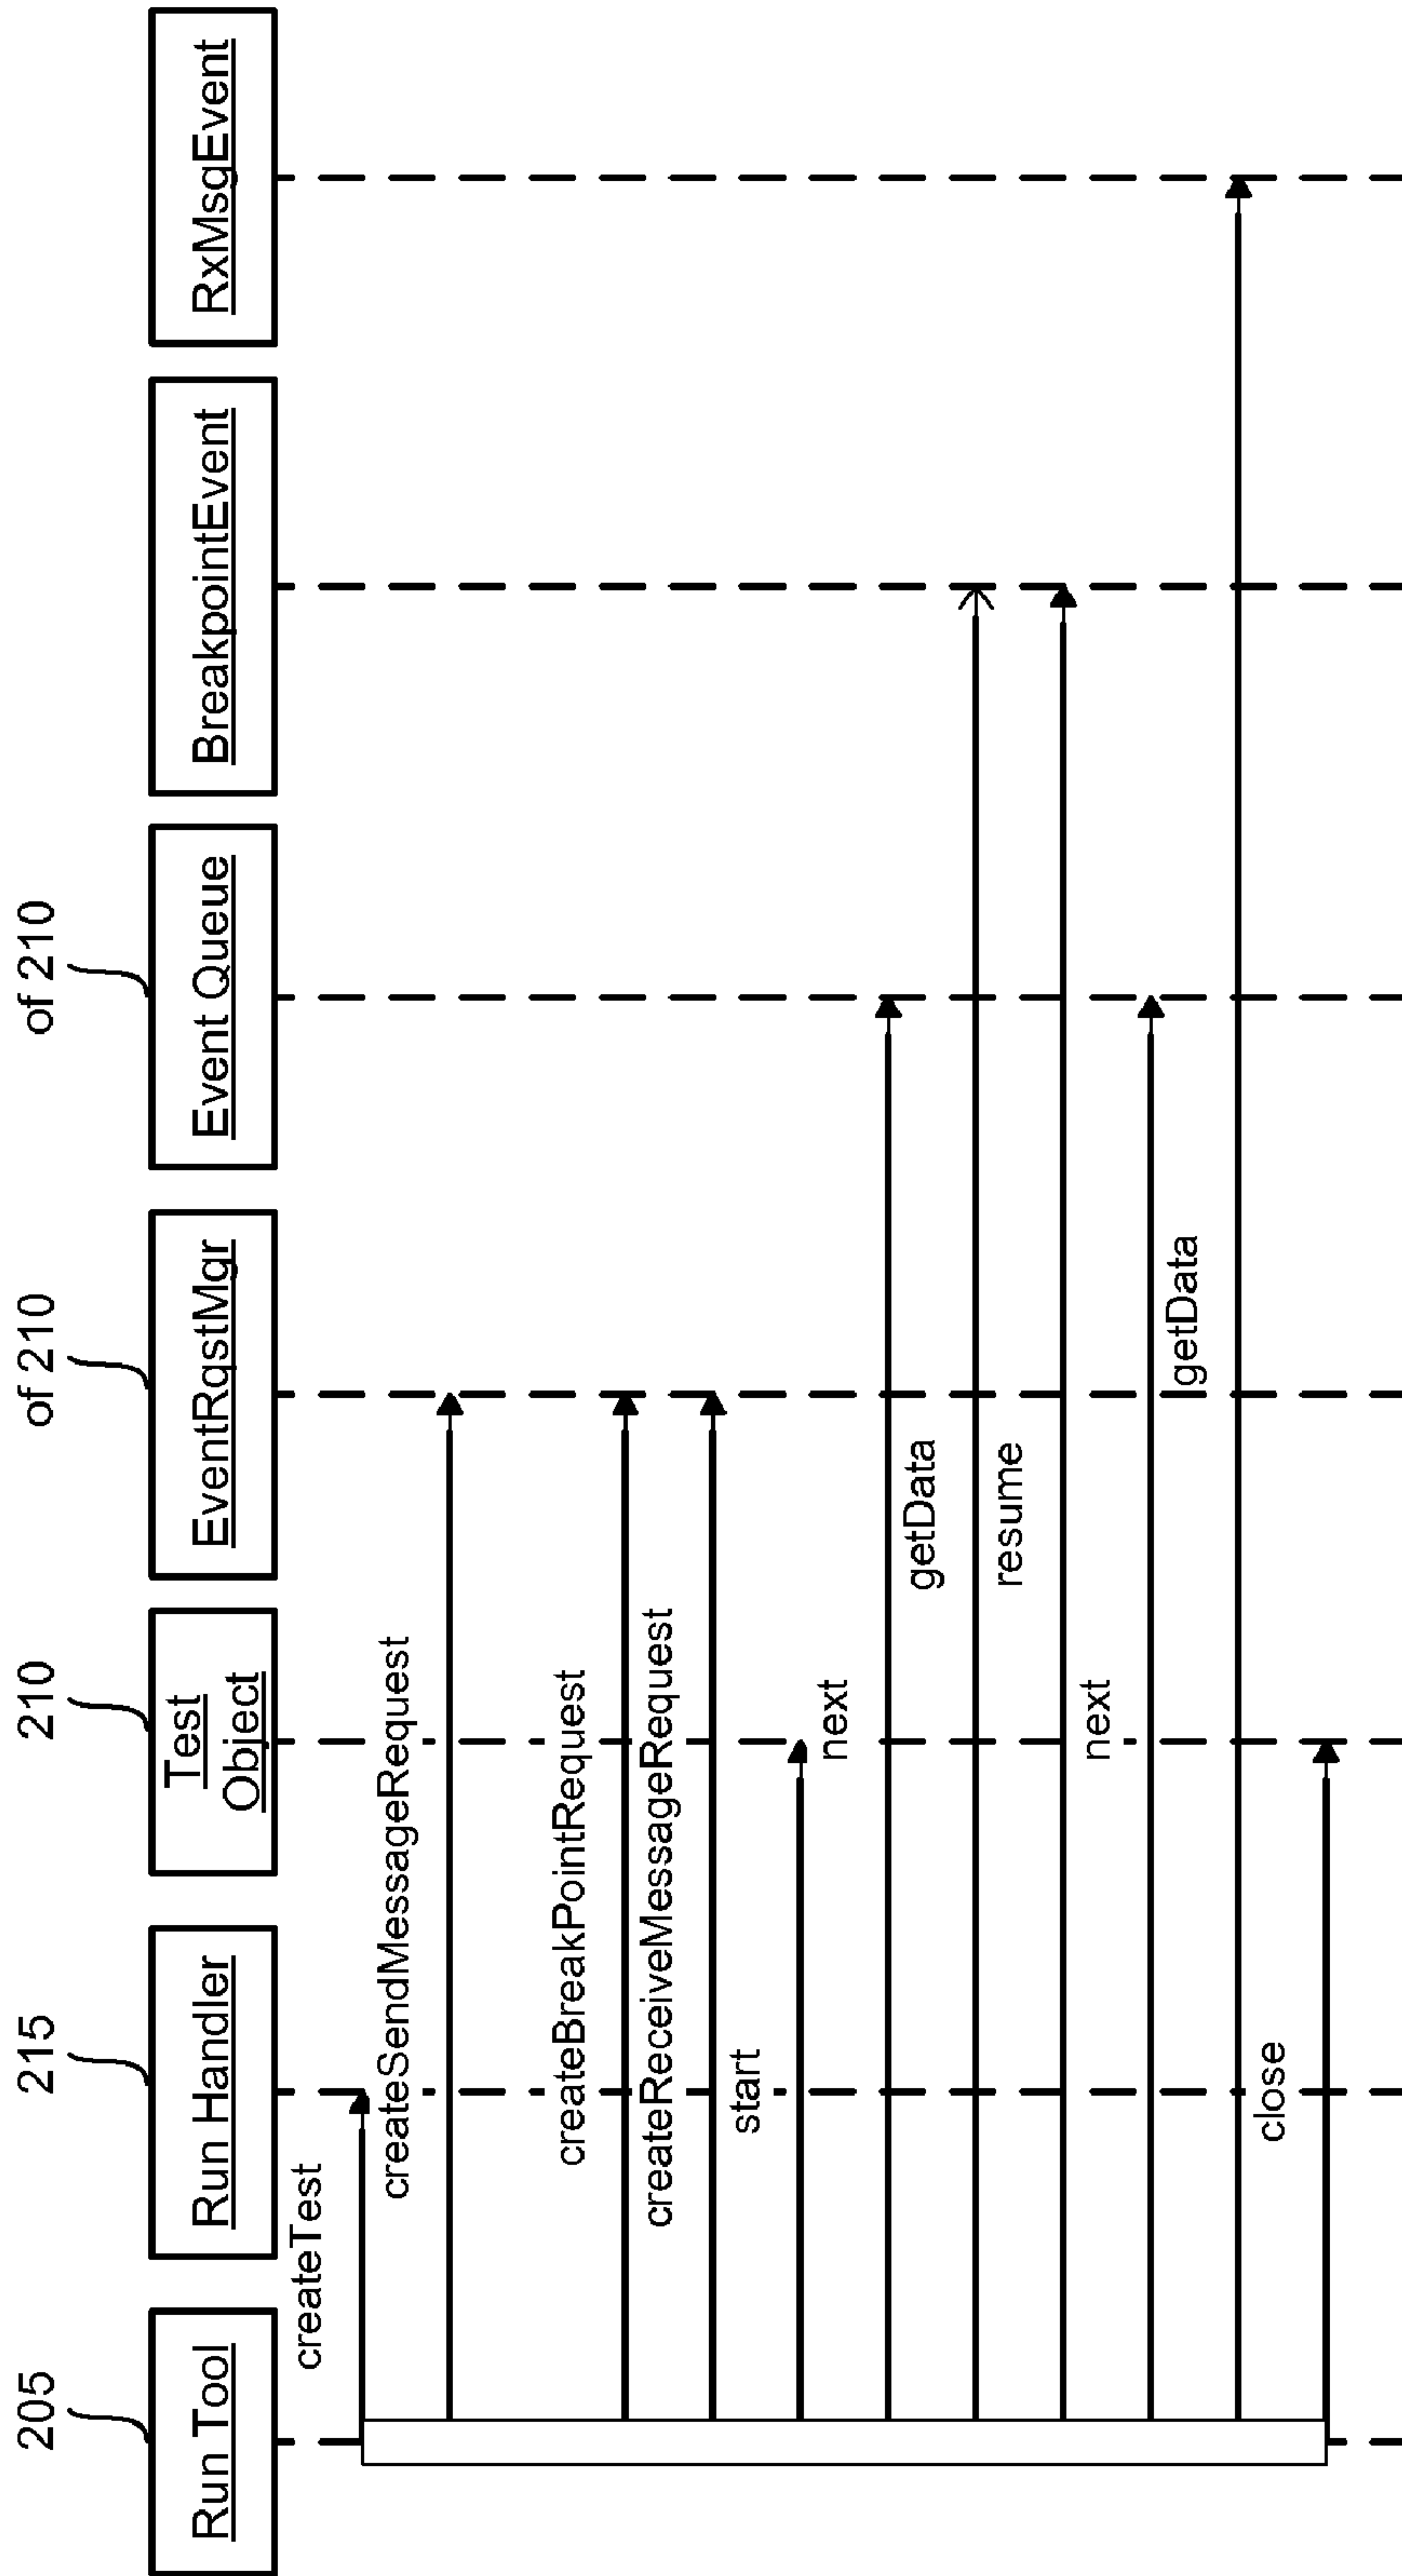 205
215
210
of 210
of 210
Run Tool
Run Handler
Test
Object
EventRqstMgr
Event Queue
BreakpointEvent
RxMsgEvent
createTest
createSendMessageRequest
createBreakPointRequest
createReceiveMessageRequest
start
next
getData
resume
next
getData
close